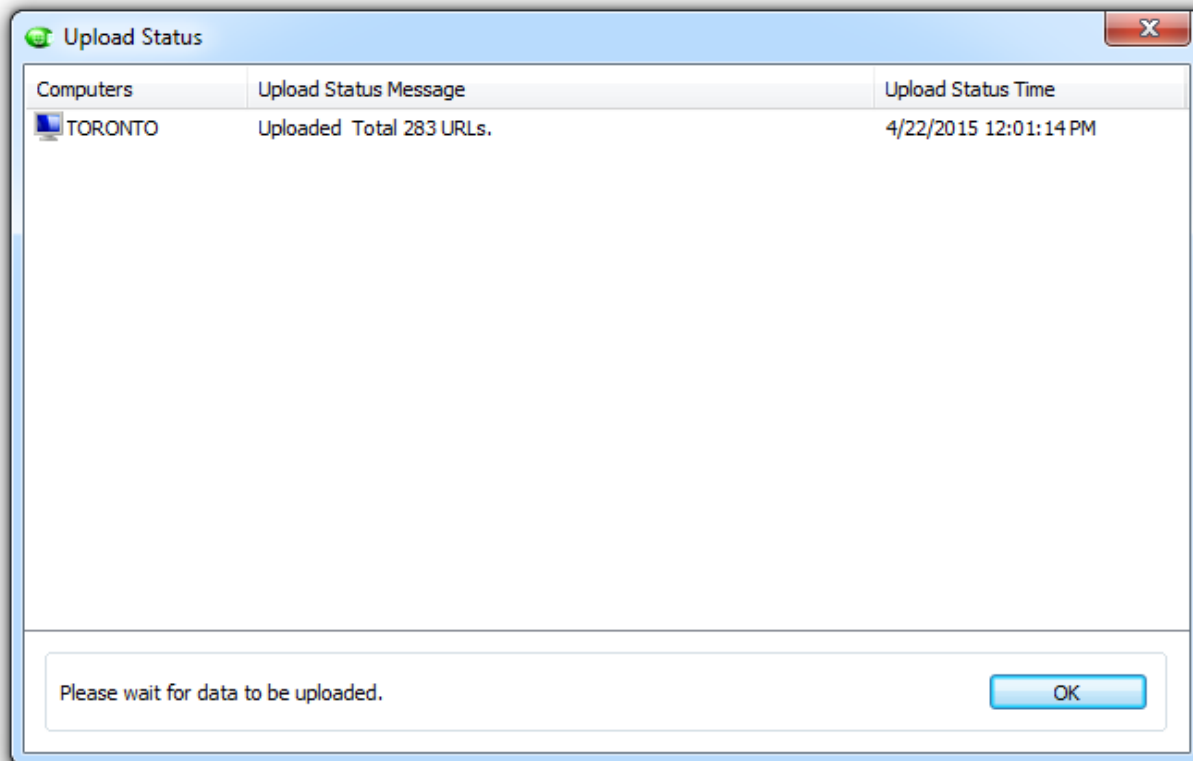 Upload Status
Computers Upload Status Message Upload Status Time
TORONTO Uploaded  Total 283 URLs. 4/22/2015 12:01:14 PM
Please wait for data to be uploaded. OK